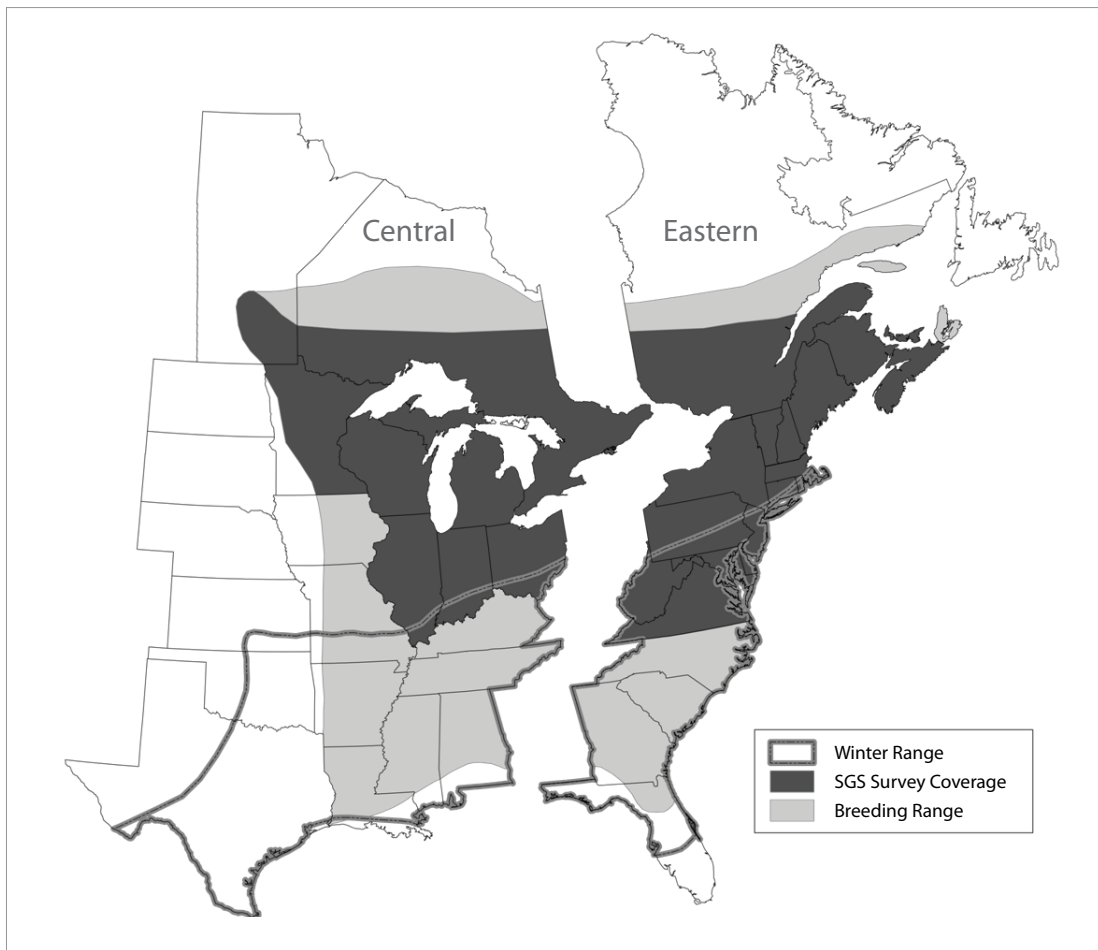 Central
Eastern
Winter Range
SGS Survey Coverage
Breeding Range